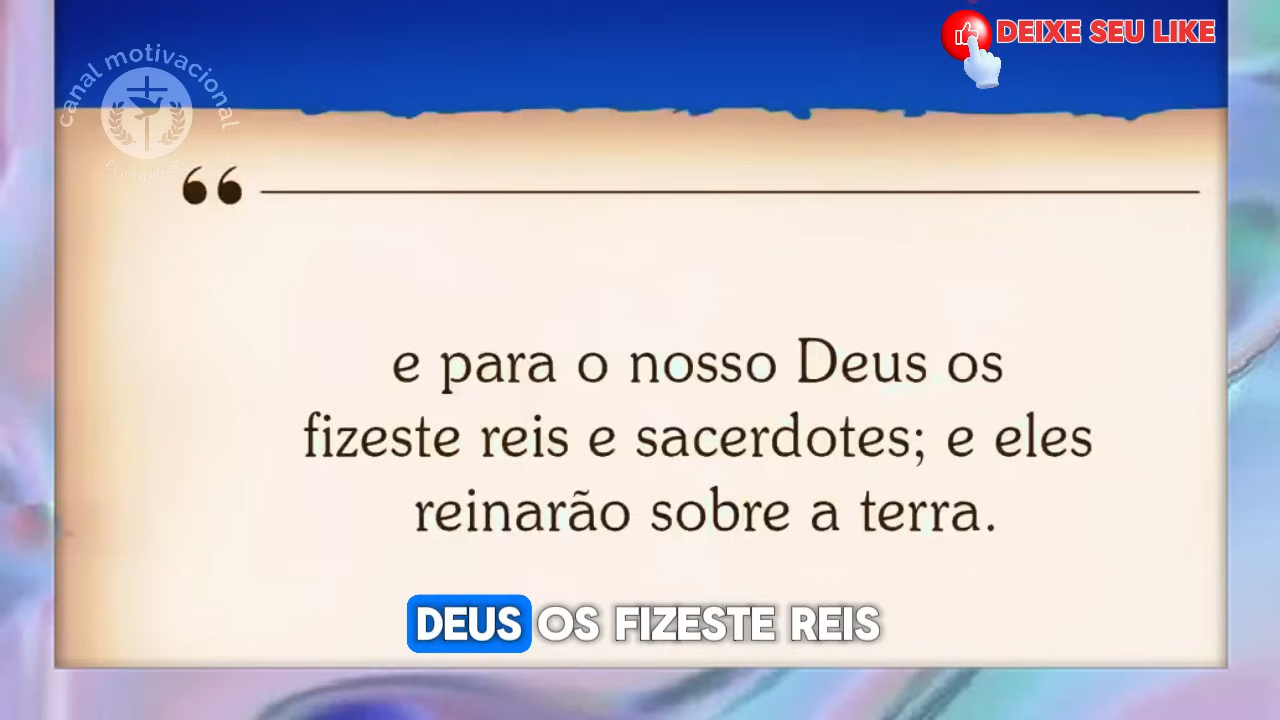 DEIXE SEU LIKE
canal motivacional
e para o nosso Deus os
fizeste reis e sacerdotes; e eles
reinarão sobre a terra.
DEUS OS FIZESTE REIS